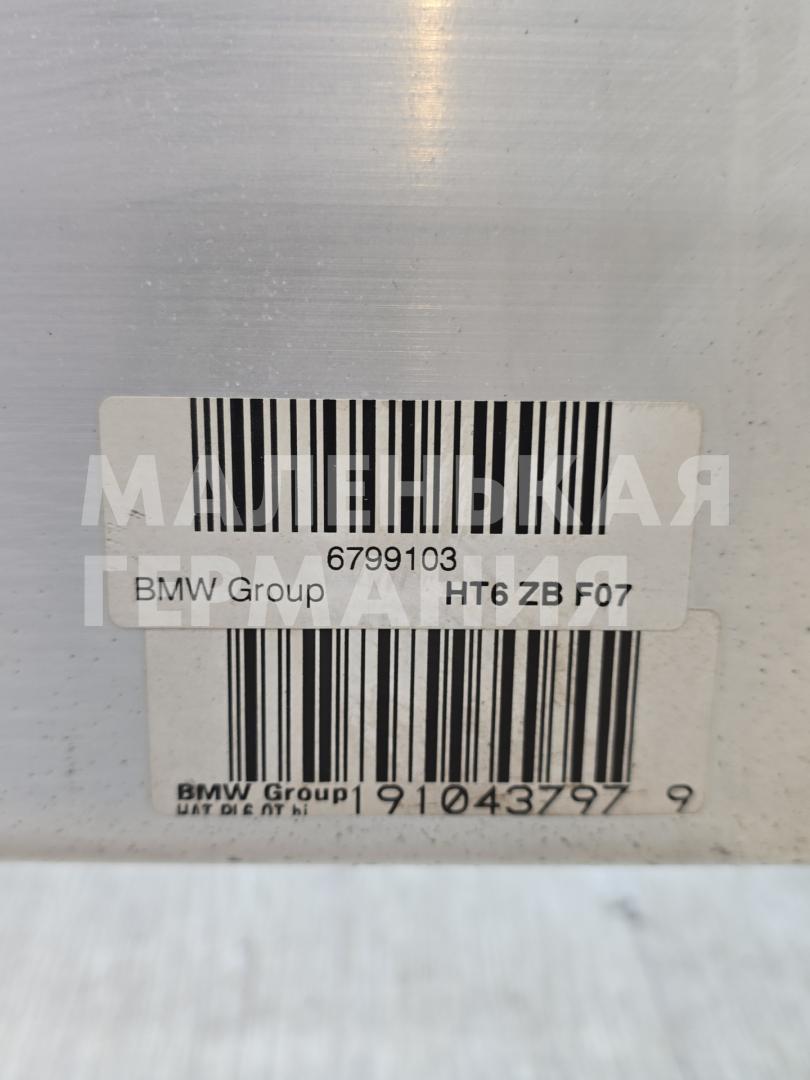 МАЛЕНЬКАЯ
ГЕРМАНИЯ
6799103
BMW Group HT6 ZB F07
BMW Group 191043797 9